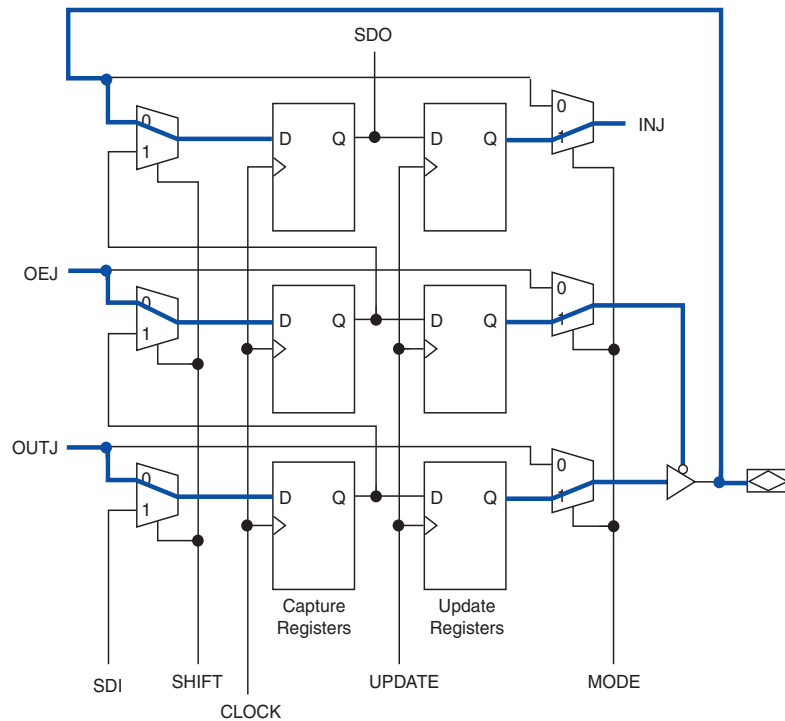 SDO
0
1
D Q
D Q
0
1
INJ
OEJ
0
1
D Q
D Q
0
1
OUTJ
0
1
D Q
D Q
0
1
Capture
Registers
Update
Registers
SDI
SHIFT
CLOCK
UPDATE
MODE